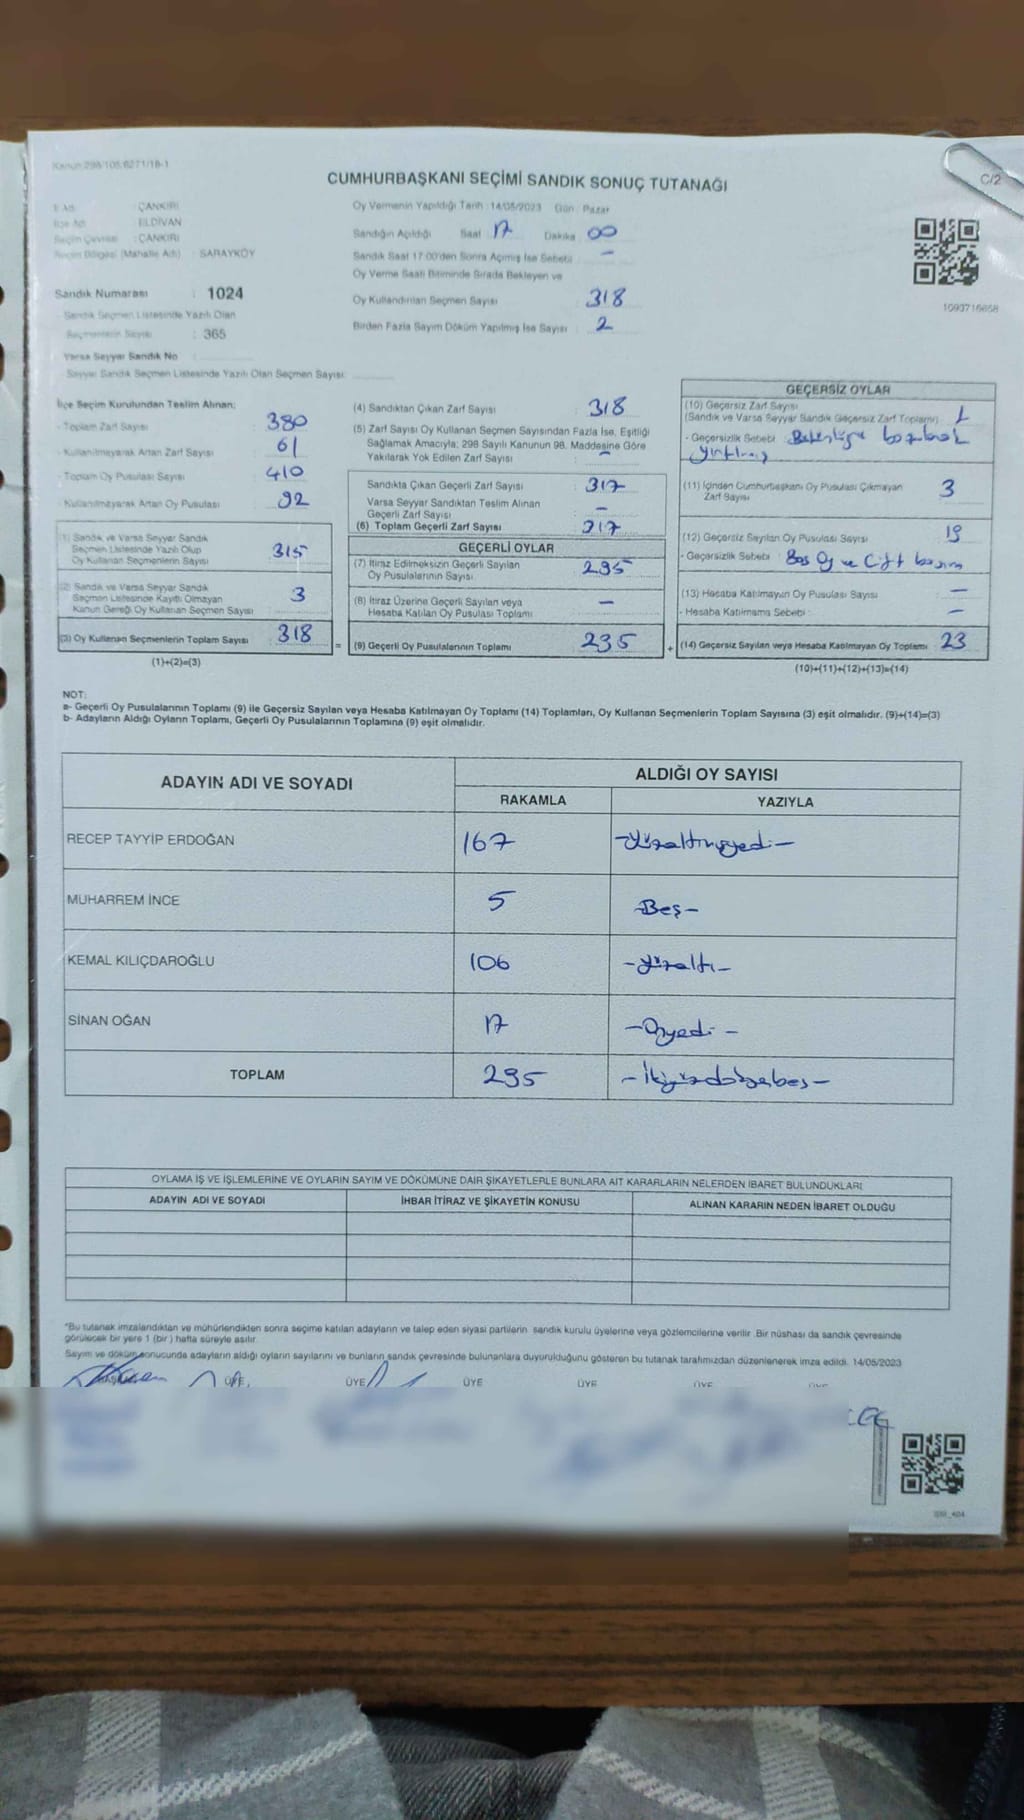 Kanun:298/105,6271/18-1
C/2
CUMHURBAŞKANI SEÇİMİ SANDIK SONUÇ TUTANAĞI
İl Adı : ÇANKIRI
İlçe Adı : ELDİVAN
Seçim Çevresi : ÇANKIRI
Seçim Bölgesi (Mahalle Adı) : SARAYKÖY
Sandık Numarası : 1024
- Sandık Seçmen Listesinde Yazılı Olan
Seçmenlerin Sayısı : 365
Varsa Seyyar Sandık No :
- Seyyar Sandık Seçmen Listesinde Yazılı Olan Seçmen Sayısı:
Oy Vermenin Yapıldığı Tarih : 14/05/2023 Gün : Pazar
Sandığın Açıldığı Saat 17 Dakika 00
Sandık Saat 17:00'den Sonra Açımış İse Sebebi : -
Oy Verme Saati Bitiminde Sırada Bekleyen ve
Oy Kullandırılan Seçmen Sayısı 318
Birden Fazla Sayım Döküm Yapılmış İse Sayısı : 2
1093716658
İlçe Seçim Kurulundan Teslim Alınan;
- Toplam Zarf Sayısı : 380
- Kullanılmayarak Artan Zarf Sayısı : 61
- Toplam Oy Pusulası Sayısı : 410
- Kullanılmayarak Artan Oy Pusulası : 92
(1) Sandık ve Varsa Seyyar Sandık
Seçmen Listesinde Yazılı Olup
Oy Kullanan Seçmenlerin Sayısı : 315
(2) Sandık ve Varsa Seyyar Sandık
Seçmen Listesinde Kayıtlı Olmayan
Kanun Gereği Oy Kullanan Seçmen Sayısı : 3
(3) Oy Kullanan Seçmenlerin Toplam Sayısı : 318
(1)+(2)=(3)
(4) Sandıktan Çıkan Zarf Sayısı : 318
(5) Zarf Sayısı Oy Kullanan Seçmen Sayısından Fazla İse, Eşitliği
Sağlamak Amacıyla; 298 Sayılı Kanunun 98. Maddesine Göre
Yakılarak Yok Edilen Zarf Sayısı : -
Sandıkta Çıkan Geçerli Zarf Sayısı : 317
Varsa Seyyar Sandıktan Teslim Alınan
Geçerli Zarf Sayısı : -
(6) Toplam Geçerli Zarf Sayısı : 317
GEÇERLİ OYLAR
(7) İtiraz Edilmeksizin Geçerli Sayılan
Oy Pusulalarının Sayısı : 295
(8) İtiraz Üzerine Geçerli Sayılan veya
Hesaba Katılan Oy Pusulası Toplamı : -
= (9) Geçerli Oy Pusulalarının Toplamı : 295 +
GEÇERSİZ OYLAR
(10) Geçersiz Zarf Sayısı
(Sandık ve Varsa Seyyar Sandık Geçersiz Zarf Toplamı) : 1
- Geçersizlik Sebebi : bozularak
yırtılmış
(11) İçinden Cumhurbaşkanı Oy Pusulası Çıkmayan
Zarf Sayısı : 3
(12) Geçersiz Sayılan Oy Pusulası Sayısı : 19
- Geçersizlik Sebebi : Boş Oy ve Çift basım
(13) Hesaba Katılmayan Oy Pusulası Sayısı : -
- Hesaba Katılmama Sebebi : -
(14) Geçersiz Sayılan veya Hesaba Katılmayan Oy Toplamı : 23
(10)+(11)+(12)+(13)=(14)
NOT:
a- Geçerli Oy Pusulalarının Toplamı (9) ile Geçersiz Sayılan veya Hesaba Katılmayan Oy Toplamı (14) Toplamları, Oy Kullanan Seçmenlerin Toplam Sayısına (3) eşit olmalıdır. (9)+(14)=(3)
b- Adayların Aldığı Oyların Toplamı, Geçerli Oy Pusulalarının Toplamına (9) eşit olmalıdır.
ADAYIN ADI VE SOYADI ALDIĞI OY SAYISI
RAKAMLA YAZIYLA
RECEP TAYYİP ERDOĞAN 167 -Yüzaltmışyedi-
MUHARREM İNCE 5 -Beş-
KEMAL KILIÇDAROĞLU 106 -Yüzaltı-
SİNAN OĞAN 17 -Onyedi-
TOPLAM 295 -İkiyüzdoksanbeş-
OYLAMA İŞ VE İŞLEMLERİNE VE OYLARIN SAYIM VE DÖKÜMÜNE DAİR ŞİKAYETLERLE BUNLARA AİT KARARLARIN NELERDEN İBARET BULUNDUKLARI
ADAYIN ADI VE SOYADI İHBAR İTİRAZ VE ŞİKAYETİN KONUSU ALINAN KARARIN NEDEN İBARET OLDUĞU
*Bu tutanak imzalandıktan ve mühürlendikten sonra seçime katılan adayların ve talep eden siyasi partilerin sandık kurulu üyelerine veya gözlemcilerine verilir .Bir nüshası da sandık çevresinde
görülecek bir yere 1 (bir ) hafta süreyle asılır.
Sayım ve döküm sonucunda adayların aldığı oyların sayılarını ve bunların sandık çevresinde bulunanlara duyurulduğunu gösteren bu tutanak tarafımızdan düzenlenerek imza edildi. 14/05/2023
ÜYE ÜYE ÜYE ÜYE ÜYE ÜYE